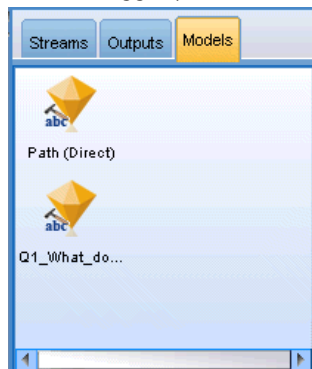 Streams Outputs Models
abc
Path (Direct)
abc
Q1_What_do...